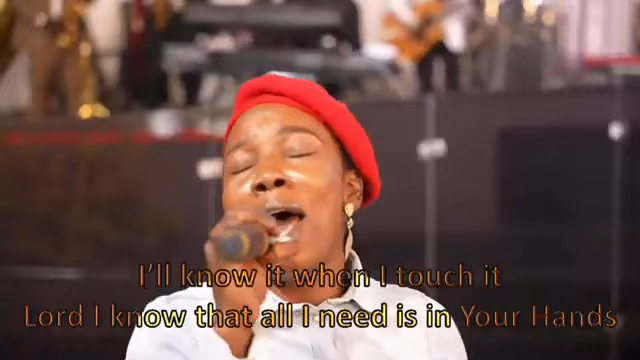 I'll know it when I touch it
Lord I know that all I need is in Your Hands